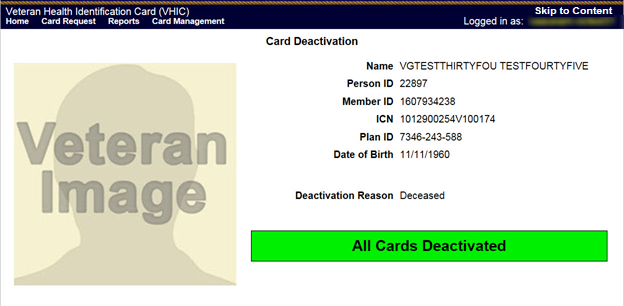 Veteran Health Identification Card (VHIC)
Skip to Content
Home Card Request Reports Card Management
Logged in as:
Card Deactivation
Veteran Image
Name VGTESTTHIRTYFOU TESTFOURTYFIVE
Person ID 22897
Member ID 1607934238
ICN 1012900254V100174
Plan ID 7346-243-588
Date of Birth 11/11/1960
Deactivation Reason Deceased
All Cards Deactivated